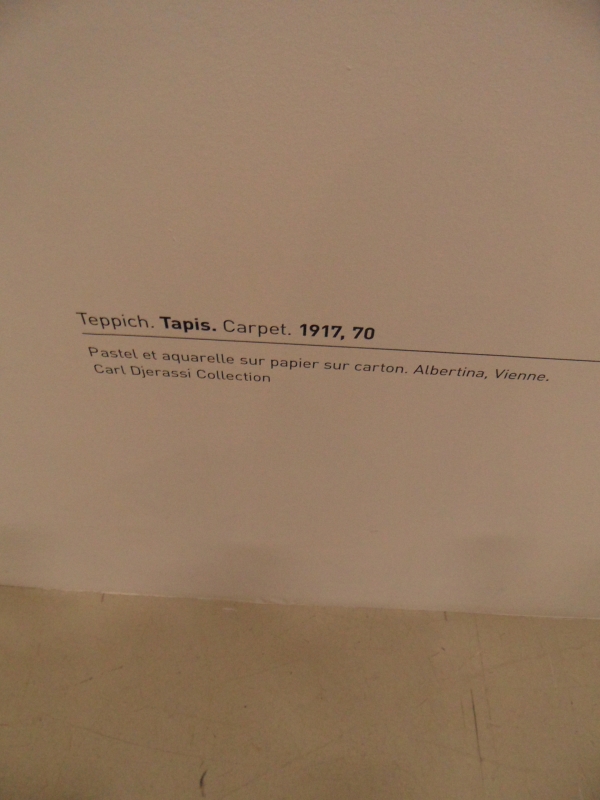 Teppich. Tapis. Carpet. 1917, 70
Pastel et aquarelle sur papier sur carton. Albertina, Vienne.
Carl Djerassi Collection